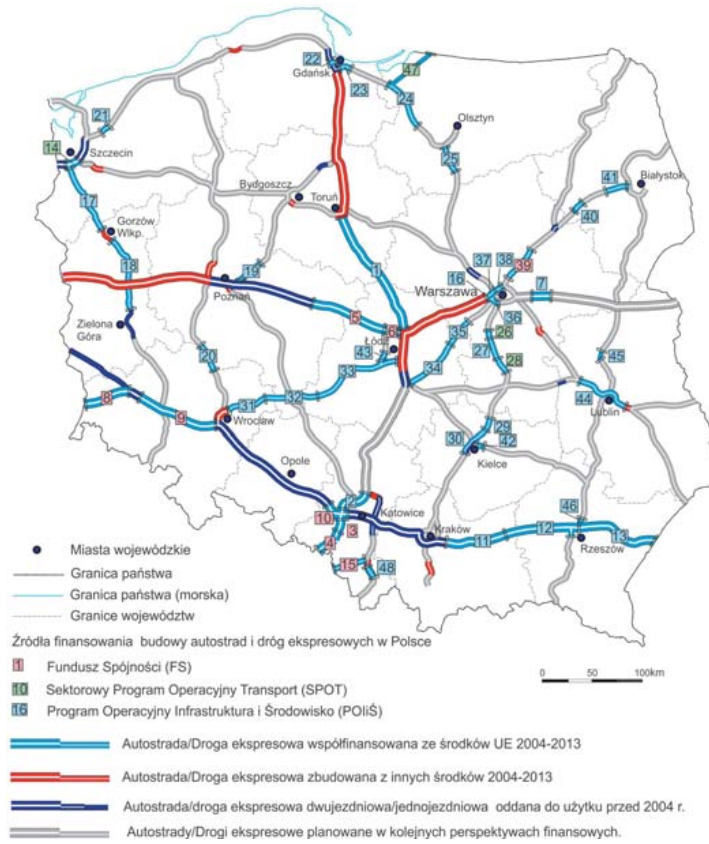 22
Gdańsk
47
23
24
21
Olsztyn
14
Szczecin
25
41
Białystok
17
Bydgoszcz
Toruń
40
Gorzów
Wlkp.
37
38
39
18
19
1
16
7
Poznań
Warszawa
5
6
36
Zielona
Góra
Łódź
35
26
43
27
20
33
34
28
45
8
31
32
44
Lublin
9
Wrocław
29
30
42
Opole
Kielce
2
46
10
Katowice
Kraków
12
3
11
13
4
Rzeszów
15
48
Miasta wojewódzkie
Granica państwa
Granica państwa (morska)
Granice województw
Źródła finansowania budowy autostrad i dróg ekspresowych w Polsce
1 Fundusz Spójności (FS)
0 50 100km
10 Sektorowy Program Operacyjny Transport (SPOT)
16 Program Operacyjny Infrastruktura i Środowisko (POIiŚ)
Autostrada/Droga ekspresowa współfinansowana ze środków UE 2004-2013
Autostrada/Droga ekspresowa zbudowana z innych środków 2004-2013
Autostrada/droga ekspresowa dwujezdniowa/jednojezdniowa oddana do użytku przed 2004 r.
Autostrady/Drogi ekspresowe planowane w kolejnych perspektywach finansowych.